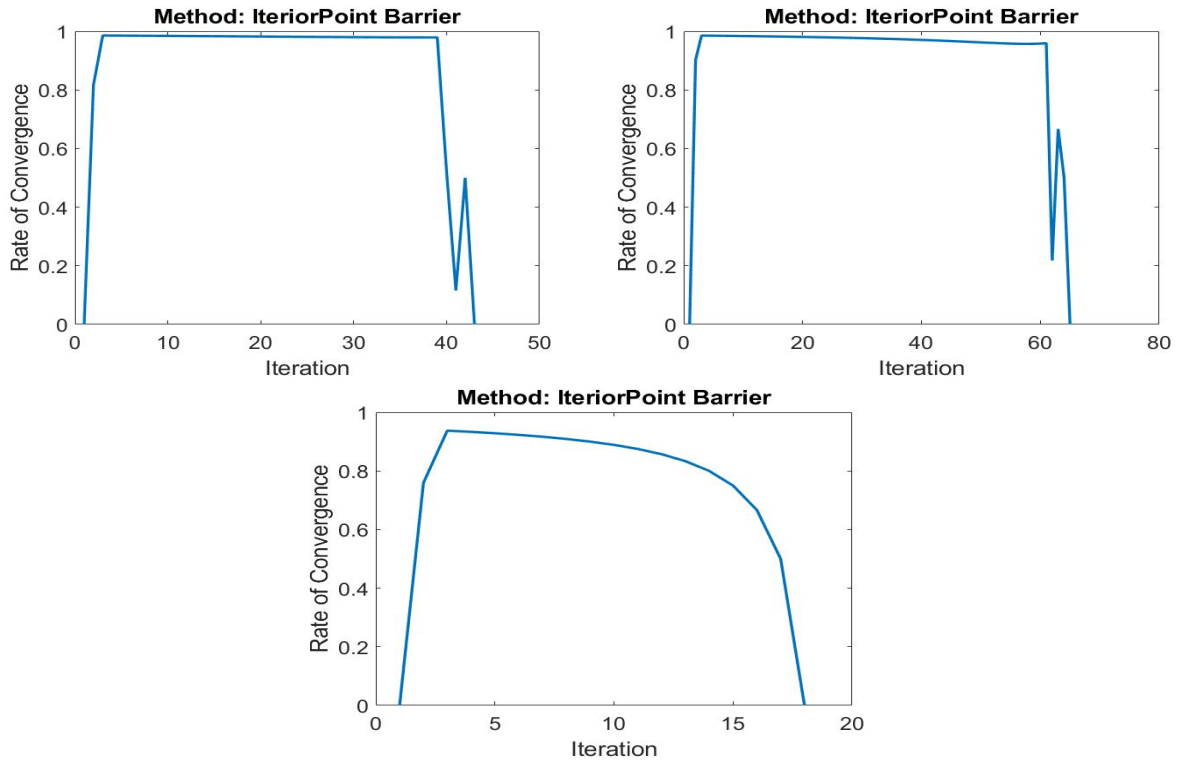 Method: IteriorPoint Barrier
Rate of Convergence
1
0.8
0.6
0.4
0.2
0
0 10 20 30 40 50
Iteration
Method: IteriorPoint Barrier
Rate of Convergence
1
0.8
0.6
0.4
0.2
0
0 20 40 60 80
Iteration
Method: IteriorPoint Barrier
Rate of Convergence
1
0.8
0.6
0.4
0.2
0
0 5 10 15 20
Iteration